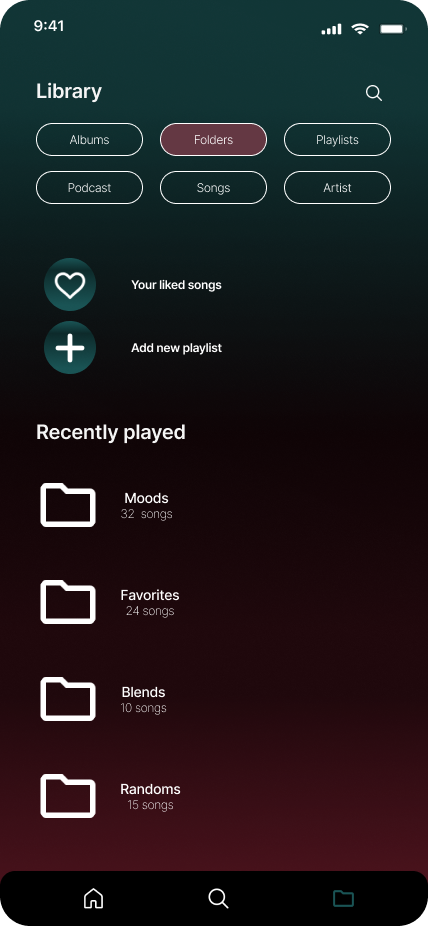 9:41
Library
Albums Folders Playlists
Podcast Songs Artist
Your liked songs
Add new playlist
Recently played
Moods
32 songs
Favorites
24 songs
Blends
10 songs
Randoms
15 songs